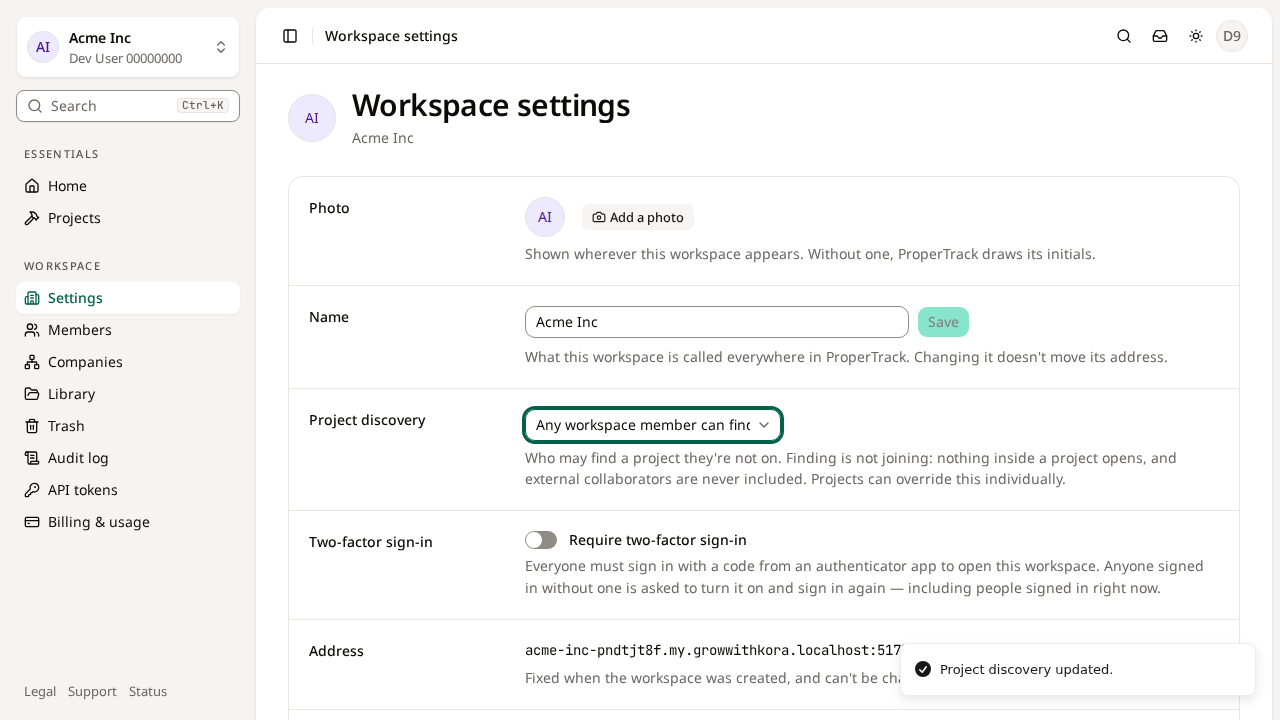 AI
Acme Inc
Dev User 00000000
Search
Ctrl+K
ESSENTIALS
Home
Projects
WORKSPACE
Settings
Members
Companies
Library
Trash
Audit log
API tokens
Billing & usage
Legal Support Status
Workspace settings
D9
AI
Workspace settings
Acme Inc
Photo
AI
Add a photo
Shown wherever this workspace appears. Without one, ProperTrack draws its initials.
Name
Acme Inc
Save
What this workspace is called everywhere in ProperTrack. Changing it doesn't move its address.
Project discovery
Any workspace member can find
Who may find a project they're not on. Finding is not joining: nothing inside a project opens, and
external collaborators are never included. Projects can override this individually.
Two-factor sign-in
Require two-factor sign-in
Everyone must sign in with a code from an authenticator app to open this workspace. Anyone signed
in without one is asked to turn it on and sign in again — including people signed in right now.
Address
acme-inc-pndtjt8f.my.growwithkora.localhost:517
Fixed when the workspace was created, and can't be
Project discovery updated.